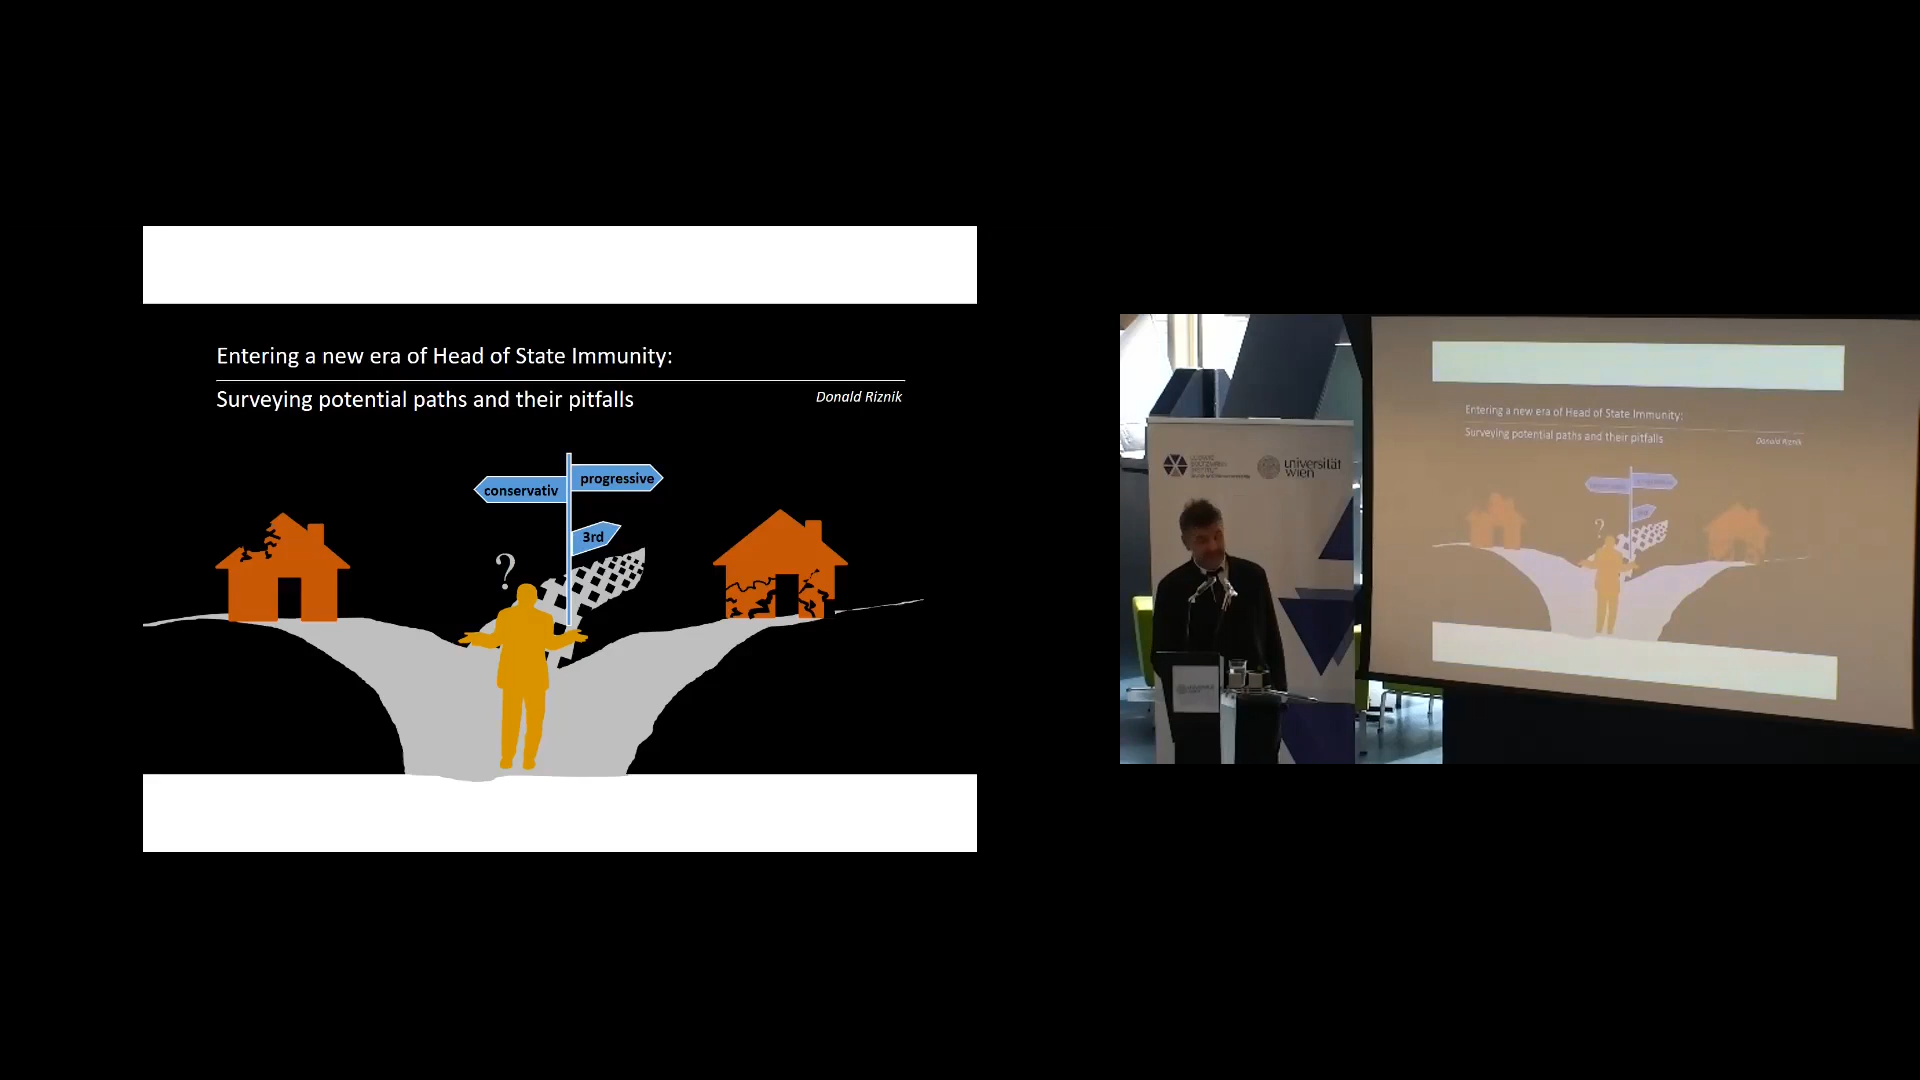 Entering a new era of Head of State Immunity:
Surveying potential paths and their pitfalls
Donald Riznik
conservativ
progressive
3rd
?
universität
wien
Entering a new era of Head of State Immunity:
Surveying potential paths and their pitfalls
Donald Riznik
?